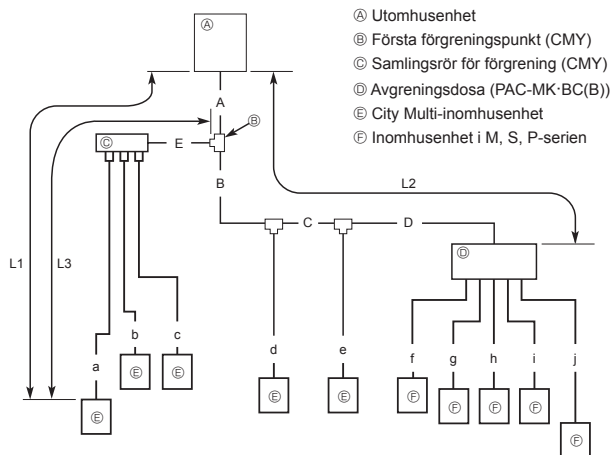 Ⓐ Utomhusenhet
Ⓑ Första förgreningspunkt (CMY)
Ⓒ Samlingsrör för förgrening (CMY)
Ⓓ Avgreningsdosa (PAC-MK·BC(B))
Ⓔ City Multi-inomhusenhet
Ⓕ Inomhusenhet i M, S, P-serien
Ⓐ
A
Ⓑ
Ⓒ
E
B
L2
C
D
Ⓓ
L1
L3
a
b
c
d
e
f
g
h
i
j
Ⓔ
Ⓔ
Ⓔ
Ⓔ
Ⓔ
Ⓕ
Ⓕ
Ⓕ
Ⓕ
Ⓕ